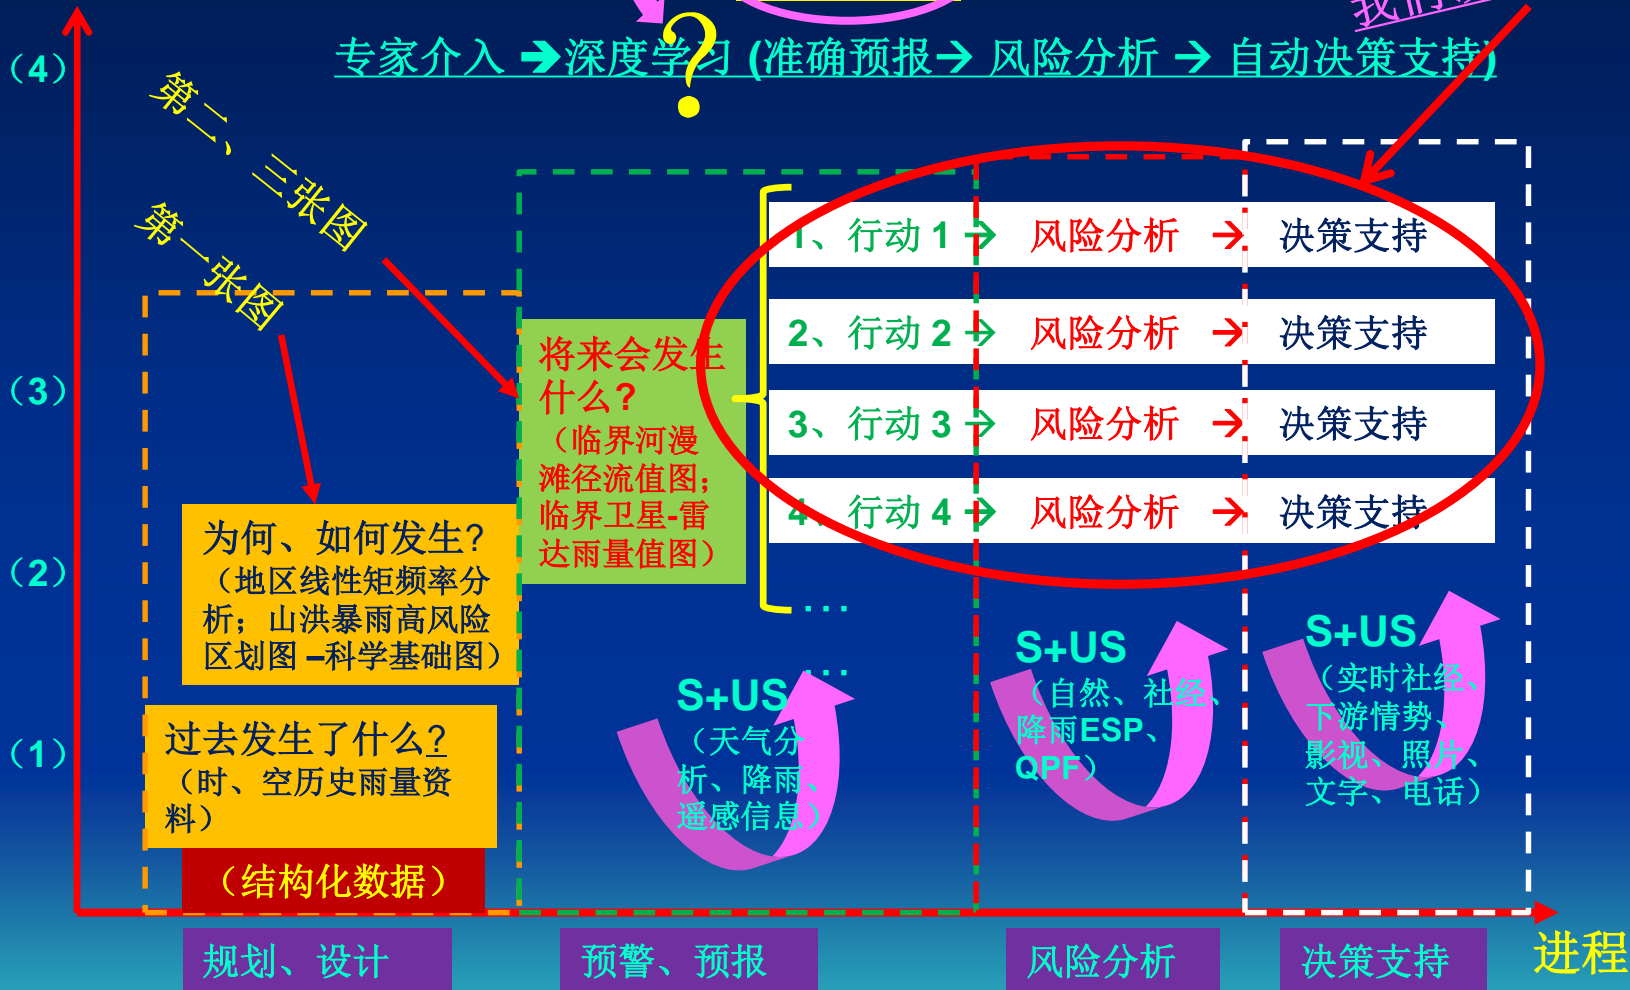 我们
?
(4)
专家介入 ➔深度学习 (准确预报→ 风险分析 → 自动决策支持)
第二、三张图
第一张图
1、行动 1 → 风险分析 → 决策支持
2、行动 2 → 风险分析 → 决策支持
(3)
将来会发生
什么?
（临界河漫
滩径流值图；
临界卫星-雷
达雨量值图）
3、行动 3 → 风险分析 → 决策支持
4、行动 4 → 风险分析 → 决策支持
...
...
(2)
为何、如何发生?
（地区线性矩频率分
析；山洪暴雨高风险
区划图 –科学基础图）
(1)
过去发生了什么?
（时、空历史雨量资
料）
（结构化数据）
S+US
（天气分
析、降雨、
遥感信息）
S+US
（自然、社经、
降雨ESP、
QPF）
S+US
（实时社经、
下游情势、
影视、照片、
文字、电话）
规划、设计
预警、预报
风险分析
决策支持
进程